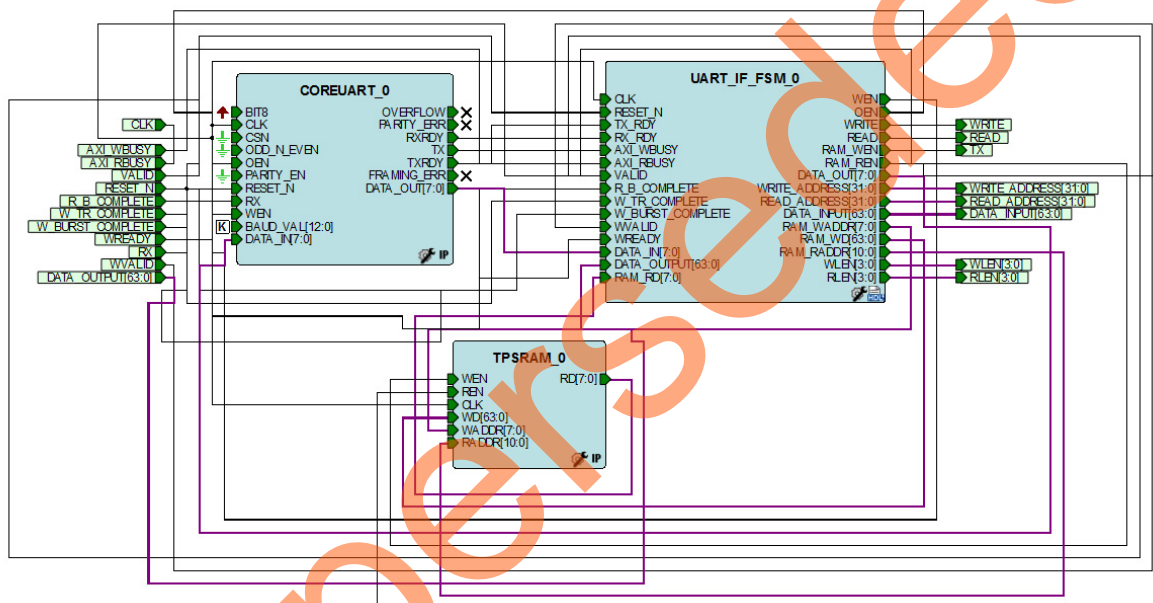 CLK
AXI_WBUSY
AXI_RBUSY
VALID
RESET_N
R_B_COMPLETE
W_TR_COMPLETE
W_BURST_COMPLETE
WREADY
RX
WVALID
DATA_OUTPUT[63:0]
COREUART_0
BIT8
CLK
CSN
ODD_N_EVEN
OEN
PARITY_EN
RESET_N
RX
WEN
K
BAUD_VAL[12:0]
DATA_IN[7:0]
OVERFLOW
PARITY_ERR
RXRDY
TX
TXRDY
FRAMING_ERR
DATA_OUT[7:0]
IP
UART_IF_FSM_0
CLK
RESET_N
TX_RDY
RX_RDY
AXI_WBUSY
AXI_RBUSY
VALID
R_B_COMPLETE
W_TR_COMPLETE
W_BURST_COMPLETE
WVALID
WREADY
DATA_IN[7:0]
DATA_OUTPUT[63:0]
RAM_RD[7:0]
WEN
OEN
WRITE
READ
RAM_WEN
RAM_REN
DATA_OUT[7:0]
WRITE_ADDRESS[31:0]
READ_ADDRESS[31:0]
DATA_INPUT[63:0]
RAM_WADDR[7:0]
RAM_WD[63:0]
RAM_RADDR[10:0]
WLEN[3:0]
RLEN[3:0]
HDL
WRITE
READ
TX
WRITE_ADDRESS[31:0]
READ_ADDRESS[31:0]
DATA_INPUT[63:0]
WLEN[3:0]
RLEN[3:0]
TPSRAM_0
WEN
REN
CLK
WD[63:0]
WADDR[7:0]
RADDR[10:0]
RD[7:0]
IP